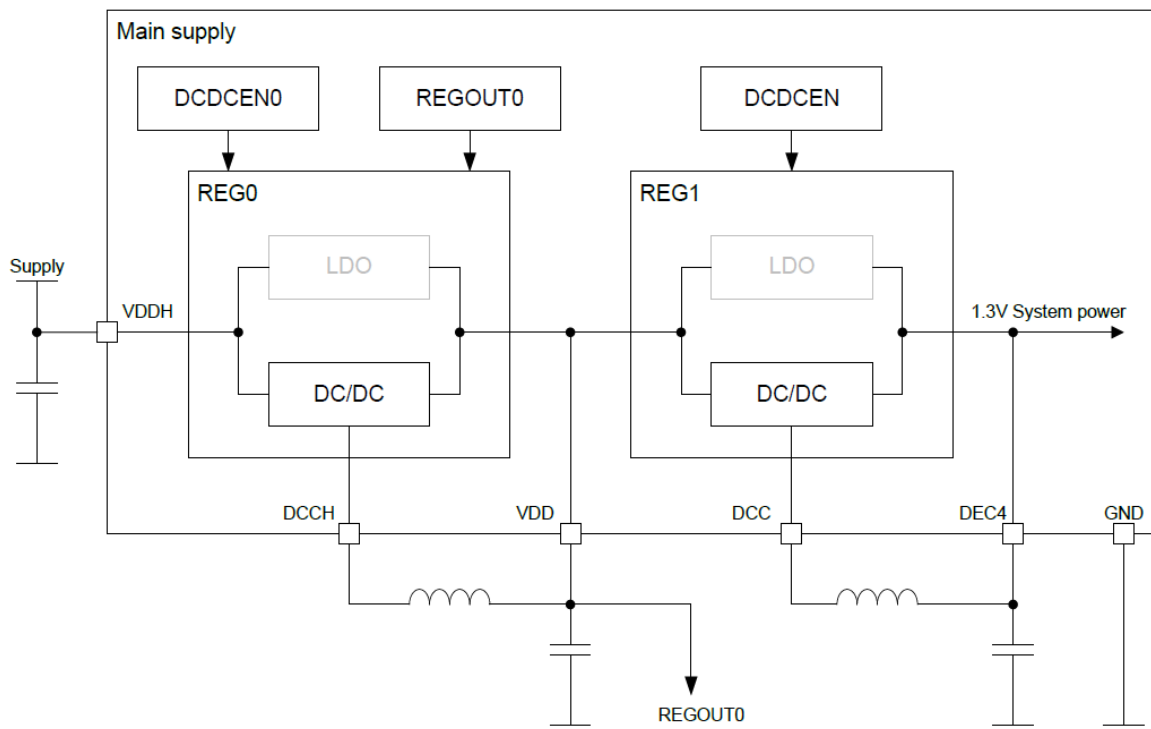 Main supply
DCDCEN0
REGOUT0
DCDCEN
REG0
REG1
LDO
LDO
Supply
VDDH
1.3V System power
DC/DC
DC/DC
DCCH
VDD
DCC
DEC4
GND
REGOUT0